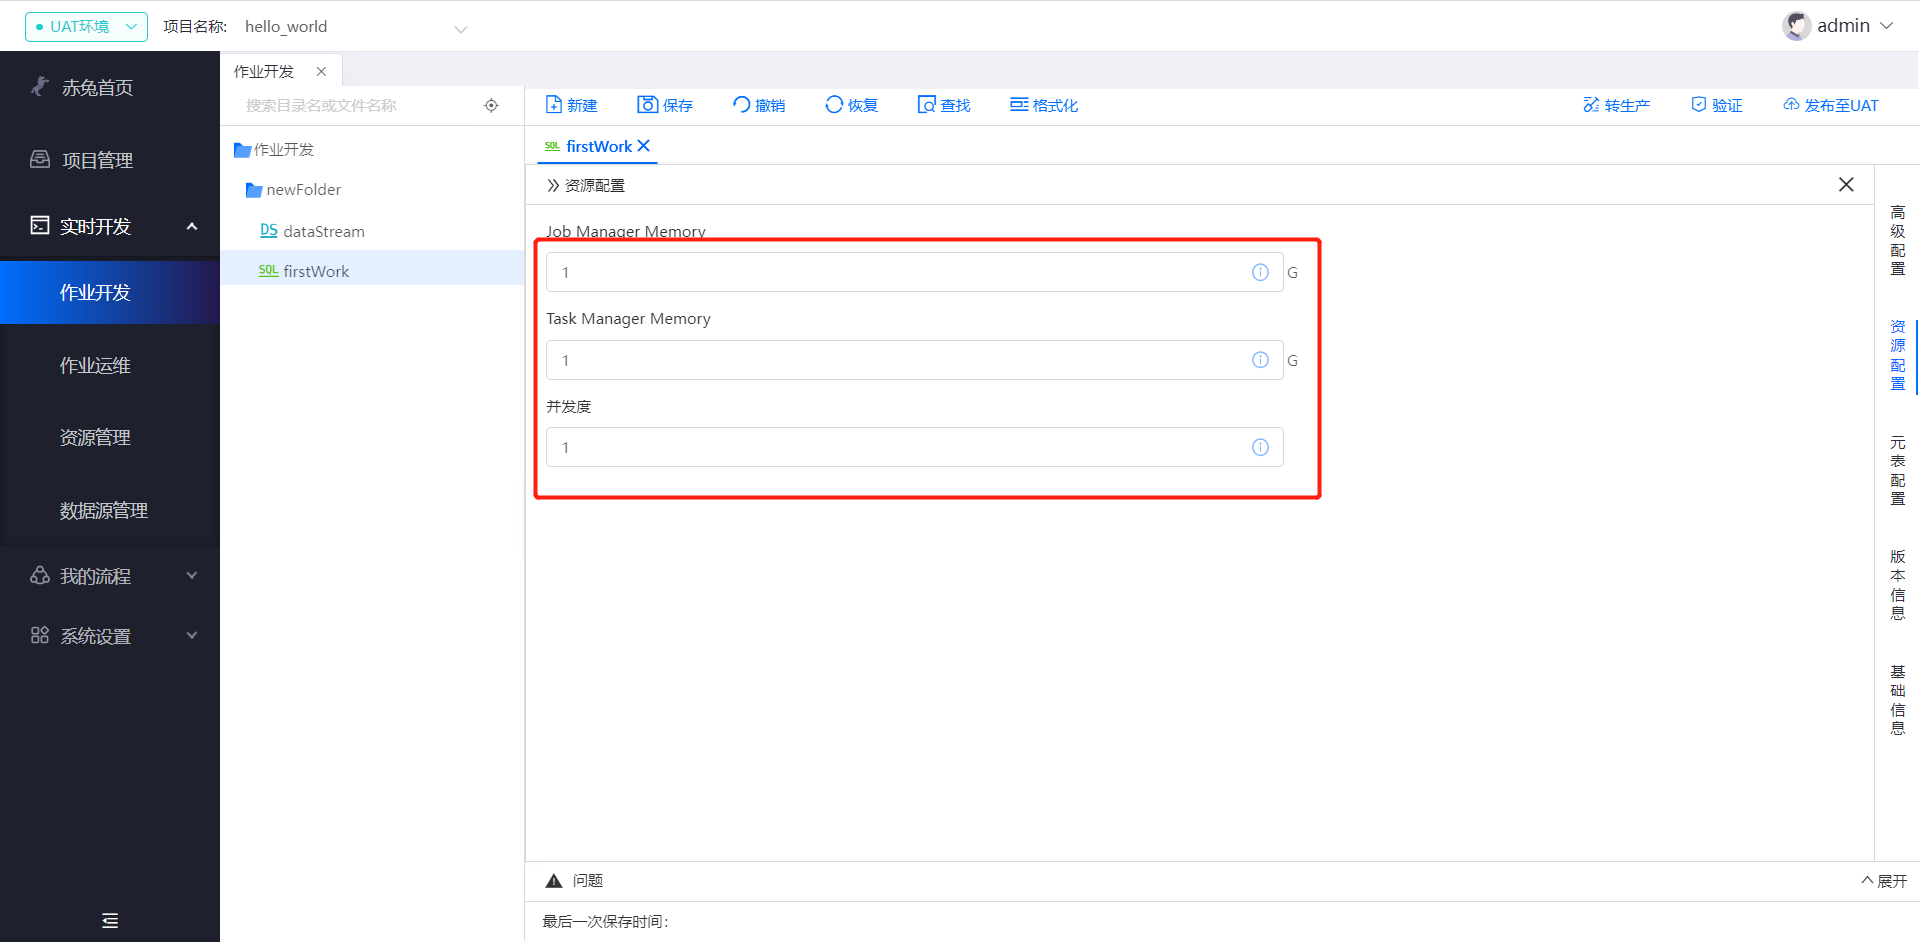 UAT环境
项目名称:
hello_world
admin
赤兔首页
项目管理
实时开发
作业开发
作业运维
资源管理
数据源管理
我的流程
系统设置
作业开发
搜索目录名或文件名称
作业开发
newFolder
DS dataStream
SQL firstWork
新建
保存
撤销
恢复
查找
格式化
转生产
验证
发布至UAT
SQL firstWork
资源配置
Job Manager Memory
1
G
Task Manager Memory
1
G
并发度
1
高级配置
资源配置
元表配置
版本信息
基础信息
问题
展开
最后一次保存时间: